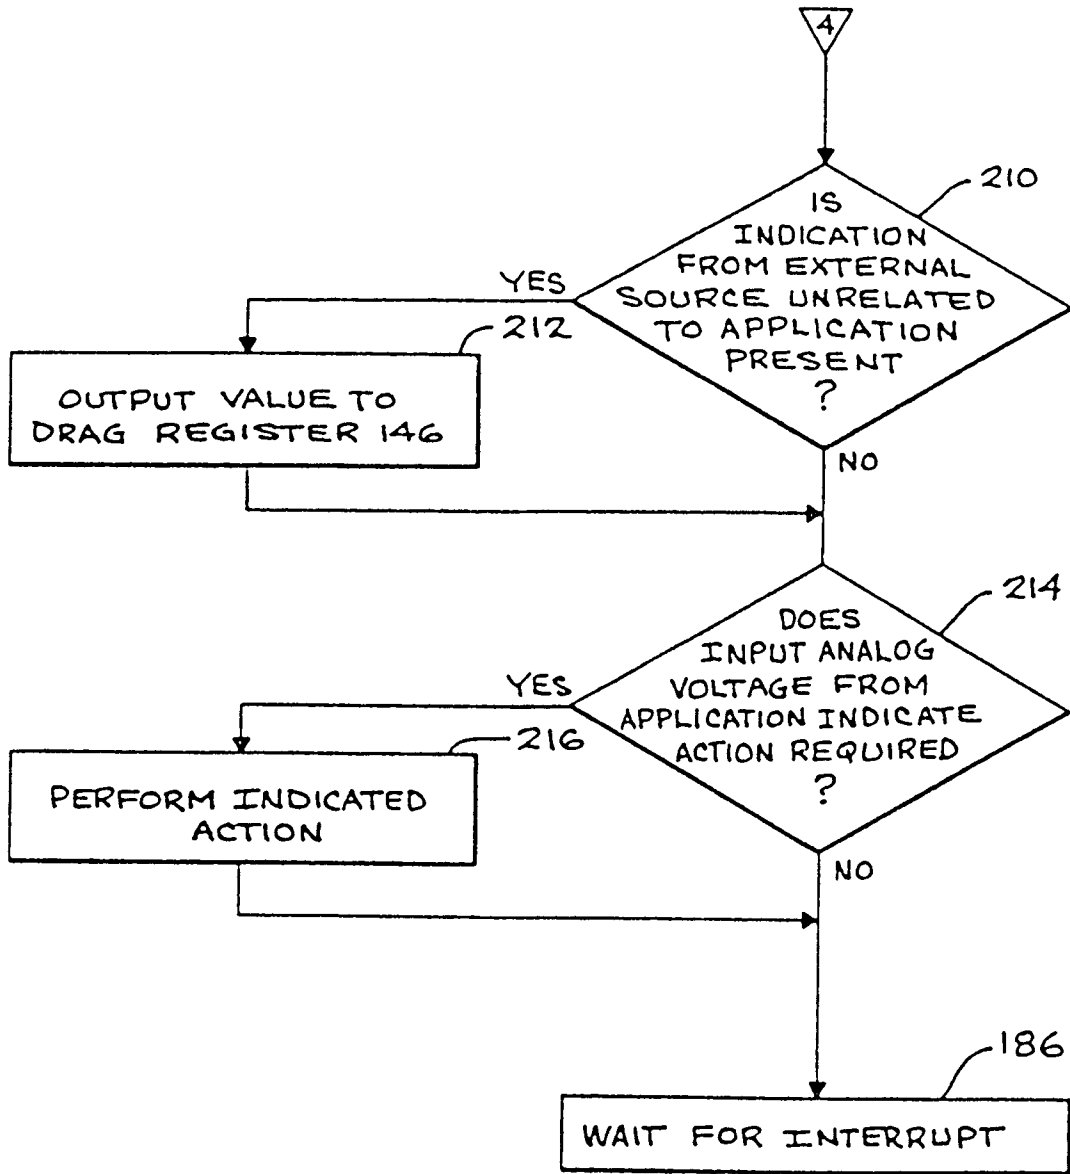 4
210
IS
INDICATION
FROM EXTERNAL
SOURCE UNRELATED
TO APPLICATION
PRESENT
?
YES
212
OUTPUT VALUE TO
DRAG REGISTER 146
NO
214
DOES
INPUT ANALOG
VOLTAGE FROM
APPLICATION INDICATE
ACTION REQUIRED
?
YES
216
PERFORM INDICATED
ACTION
NO
186
WAIT FOR INTERRUPT